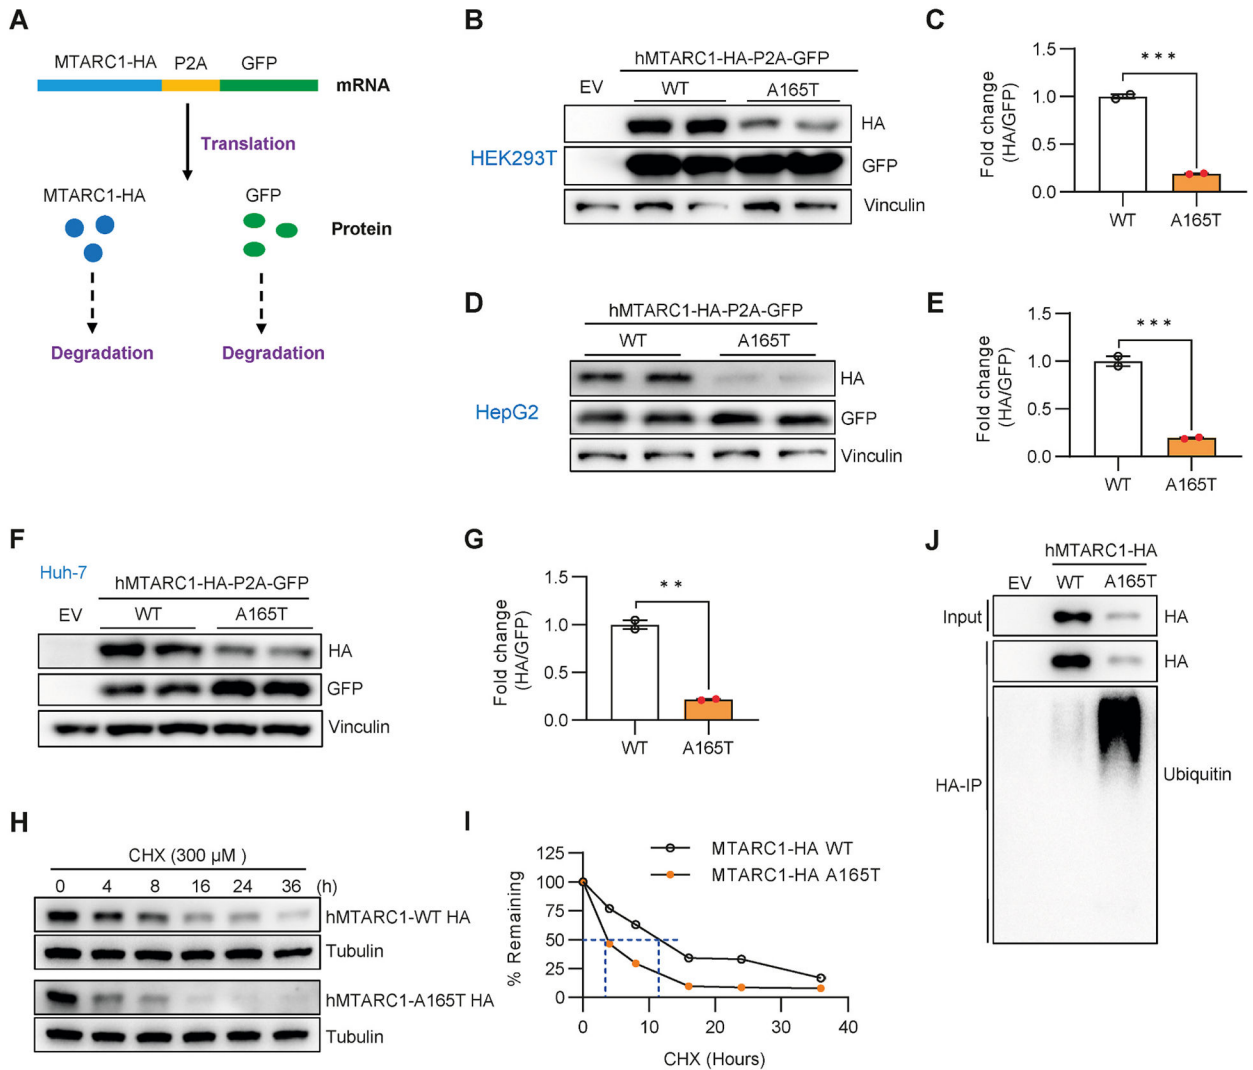 A
MTARC1-HA P2A GFP
mRNA
Translation
MTARC1-HA GFP
Protein
Degradation Degradation
B
hMTARC1-HA-P2A-GFP
EV WT A165T
HEK293T
HA
GFP
Vinculin
C
Fold change
(HA/GFP)
1.5
1.0
0.5
0.0
***
WT A165T
D
hMTARC1-HA-P2A-GFP
WT A165T
HepG2
HA
GFP
Vinculin
E
Fold change
(HA/GFP)
1.5
1.0
0.5
0.0
***
WT A165T
F
Huh-7
hMTARC1-HA-P2A-GFP
EV WT A165T
HA
GFP
Vinculin
G
Fold change
(HA/GFP)
1.5
1.0
0.5
0.0
**
WT A165T
H
CHX (300 µM )
0 4 8 16 24 36 (h)
hMTARC1-WT HA
Tubulin
hMTARC1-A165T HA
Tubulin
I
MTARC1-HA WT
MTARC1-HA A165T
% Remaining
125
100
75
50
25
0
0 10 20 30 40
CHX (Hours)
J
hMTARC1-HA
EV WT A165T
Input HA
HA
HA-IP
Ubiquitin